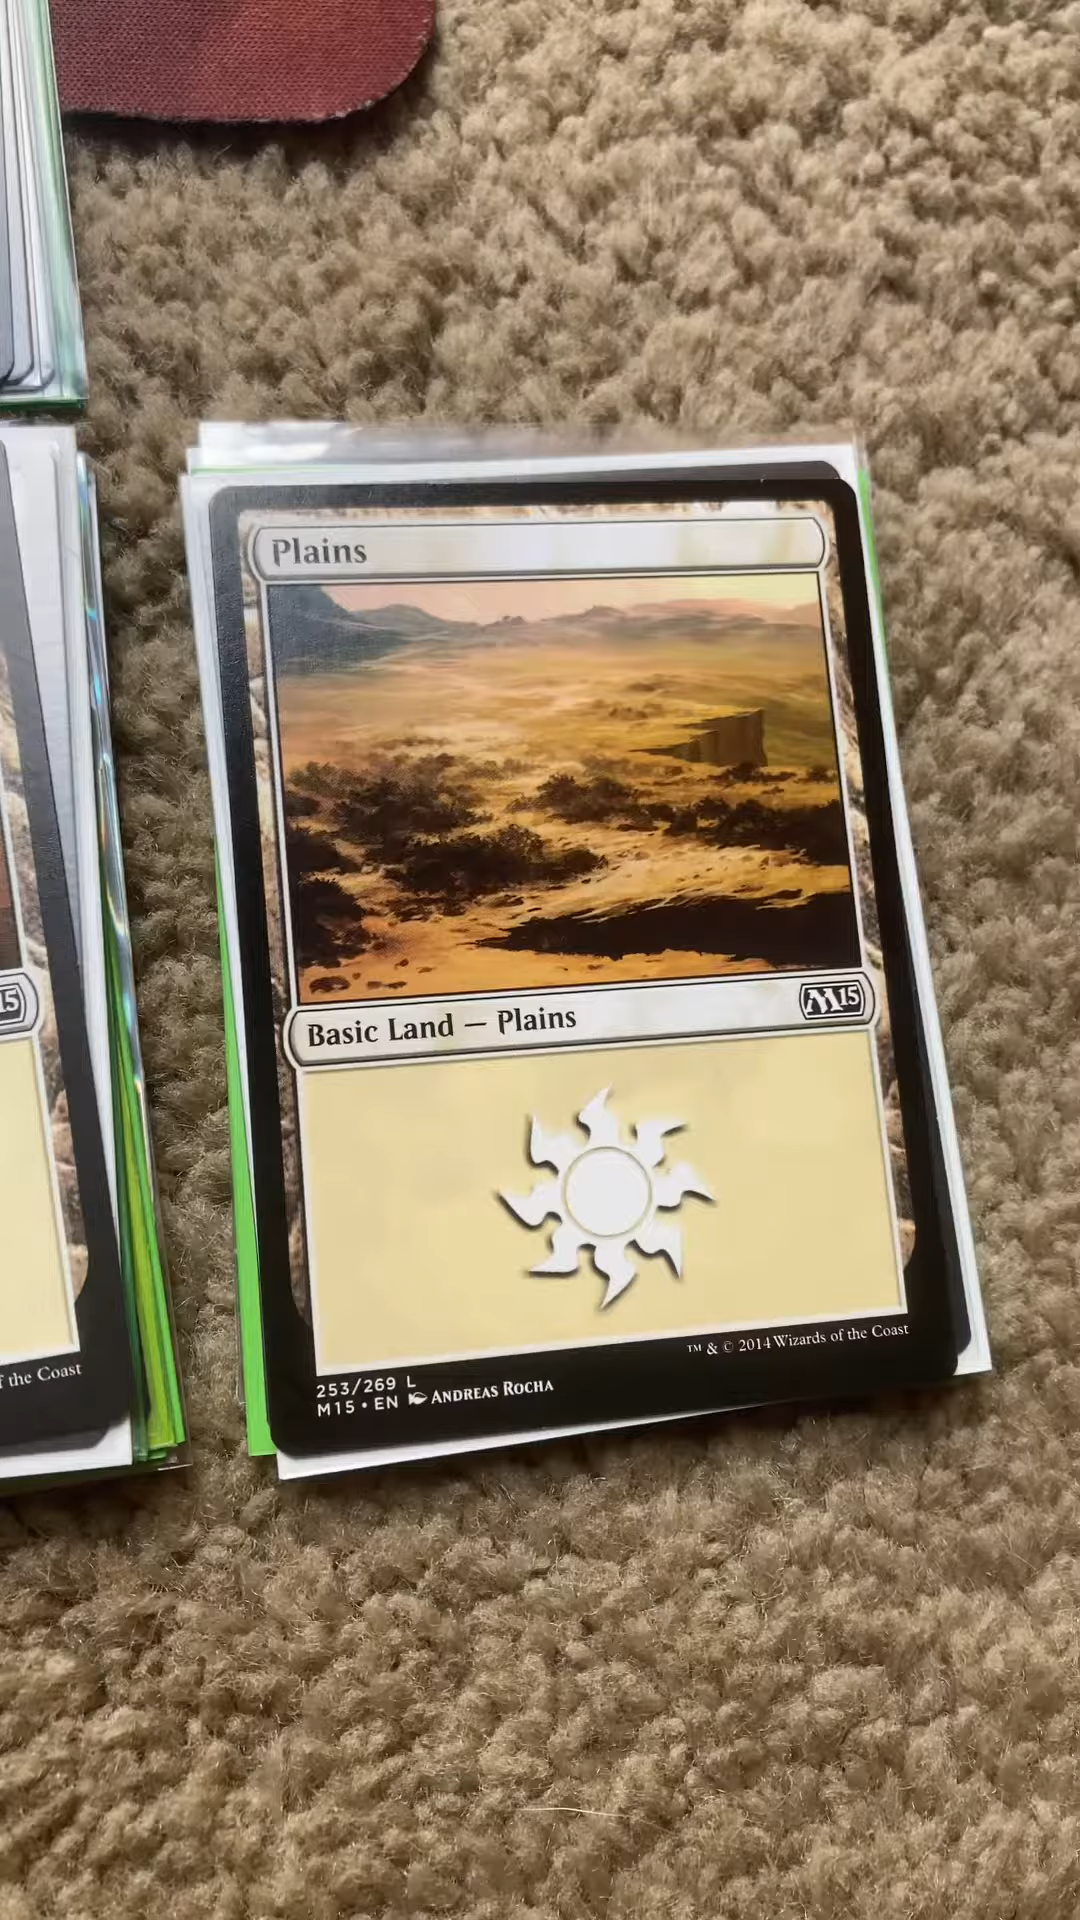 Plains
Basic Land — Plains
M15
™ & © 2014 Wizards of the Coast
253/269 L
M15 • EN ANDREAS ROCHA
15
f the Coast